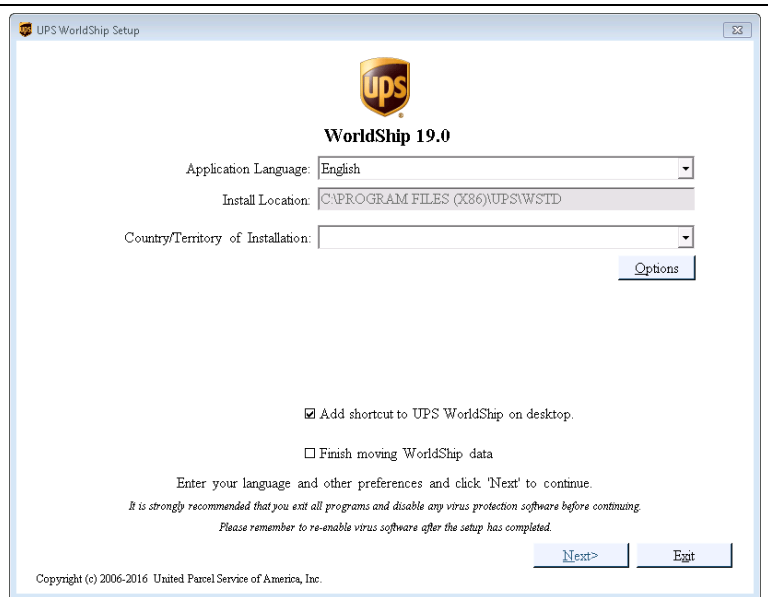 UPS WorldShip Setup
ups
WorldShip 19.0
Application Language: English
Install Location: C:\PROGRAM FILES (X86)\UPS\WSTD
Country/Territory of Installation:
Options
Add shortcut to UPS WorldShip on desktop.
Finish moving WorldShip data
Enter your language and other preferences and click 'Next' to continue.
It is strongly recommended that you exit all programs and disable any virus protection software before continuing.
Please remember to re-enable virus software after the setup has completed.
Next> Exit
Copyright (c) 2006-2016 United Parcel Service of America, Inc.